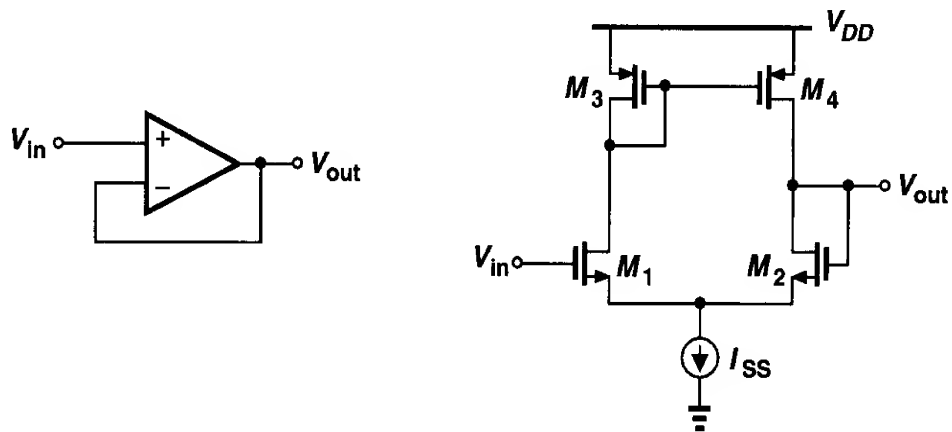 V_in
+
−
V_out
V_DD
M_3
M_4
V_out
V_in
M_1
M_2
I_SS